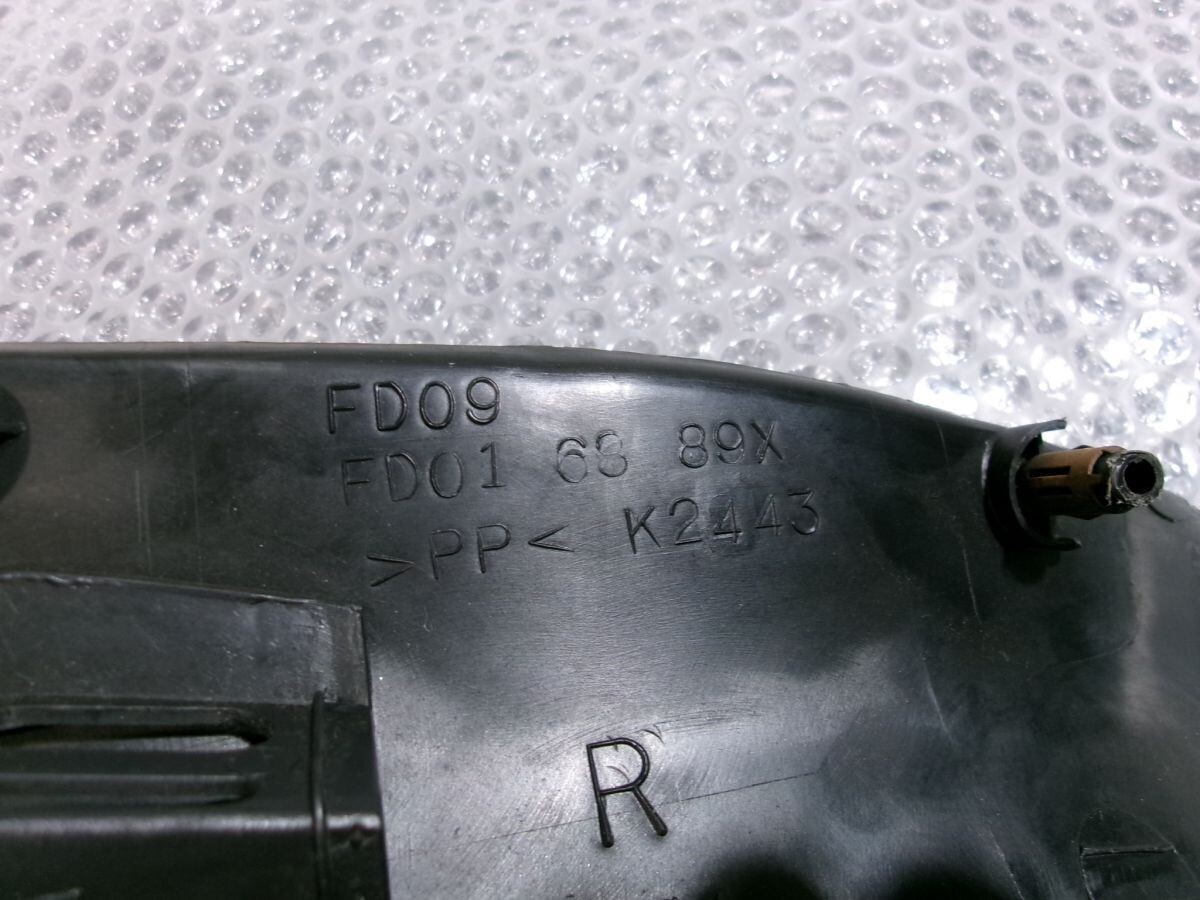 FD09
FD01 68 89X
>PP< K2443
R